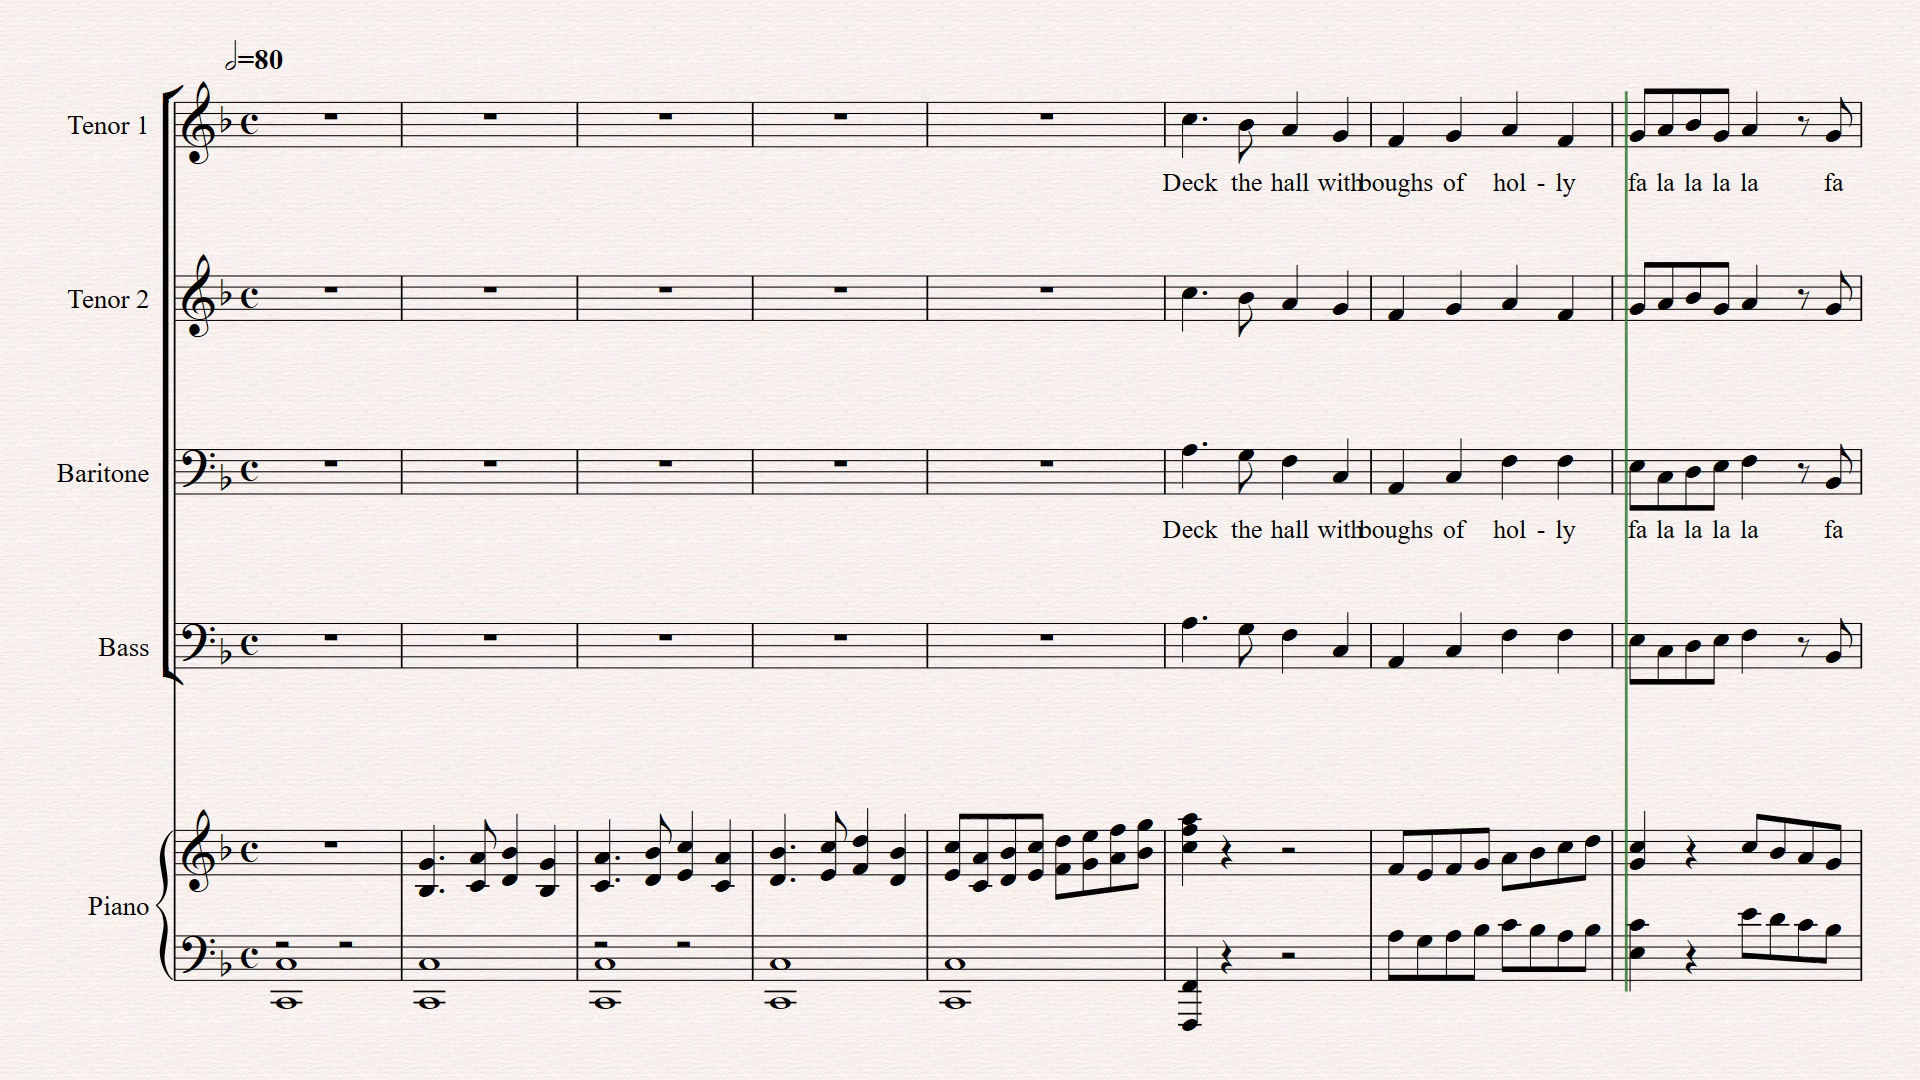 =80
Tenor 1
Deck the hall with boughs of hol - ly fa la la la la fa
Tenor 2
Baritone
Deck the hall with boughs of hol - ly fa la la la la fa
Bass
Piano